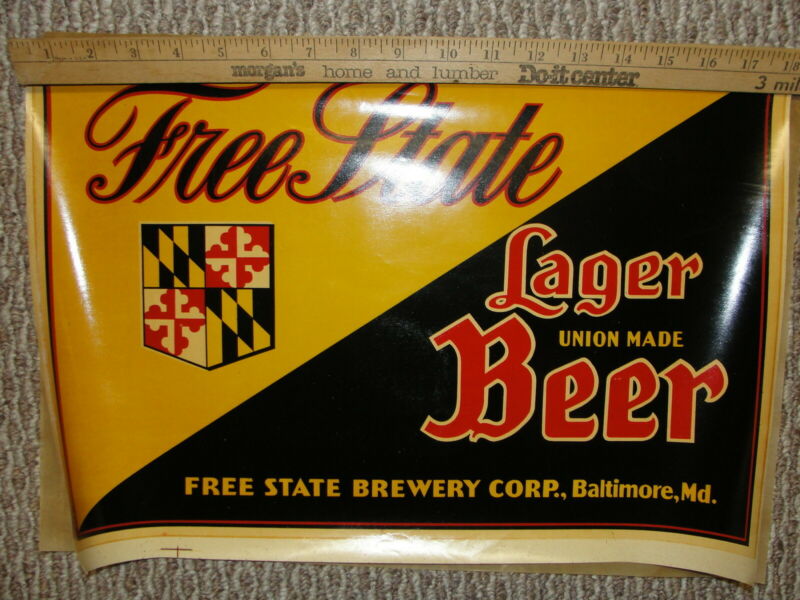 1 2 3 4 5 6 7 8 9 10 11 12 13 14 15 16 17 18
morgan's home and lumber Do-it center
3 mil
Free State
Lager
UNION MADE
Beer
FREE STATE BREWERY CORP., Baltimore, Md.